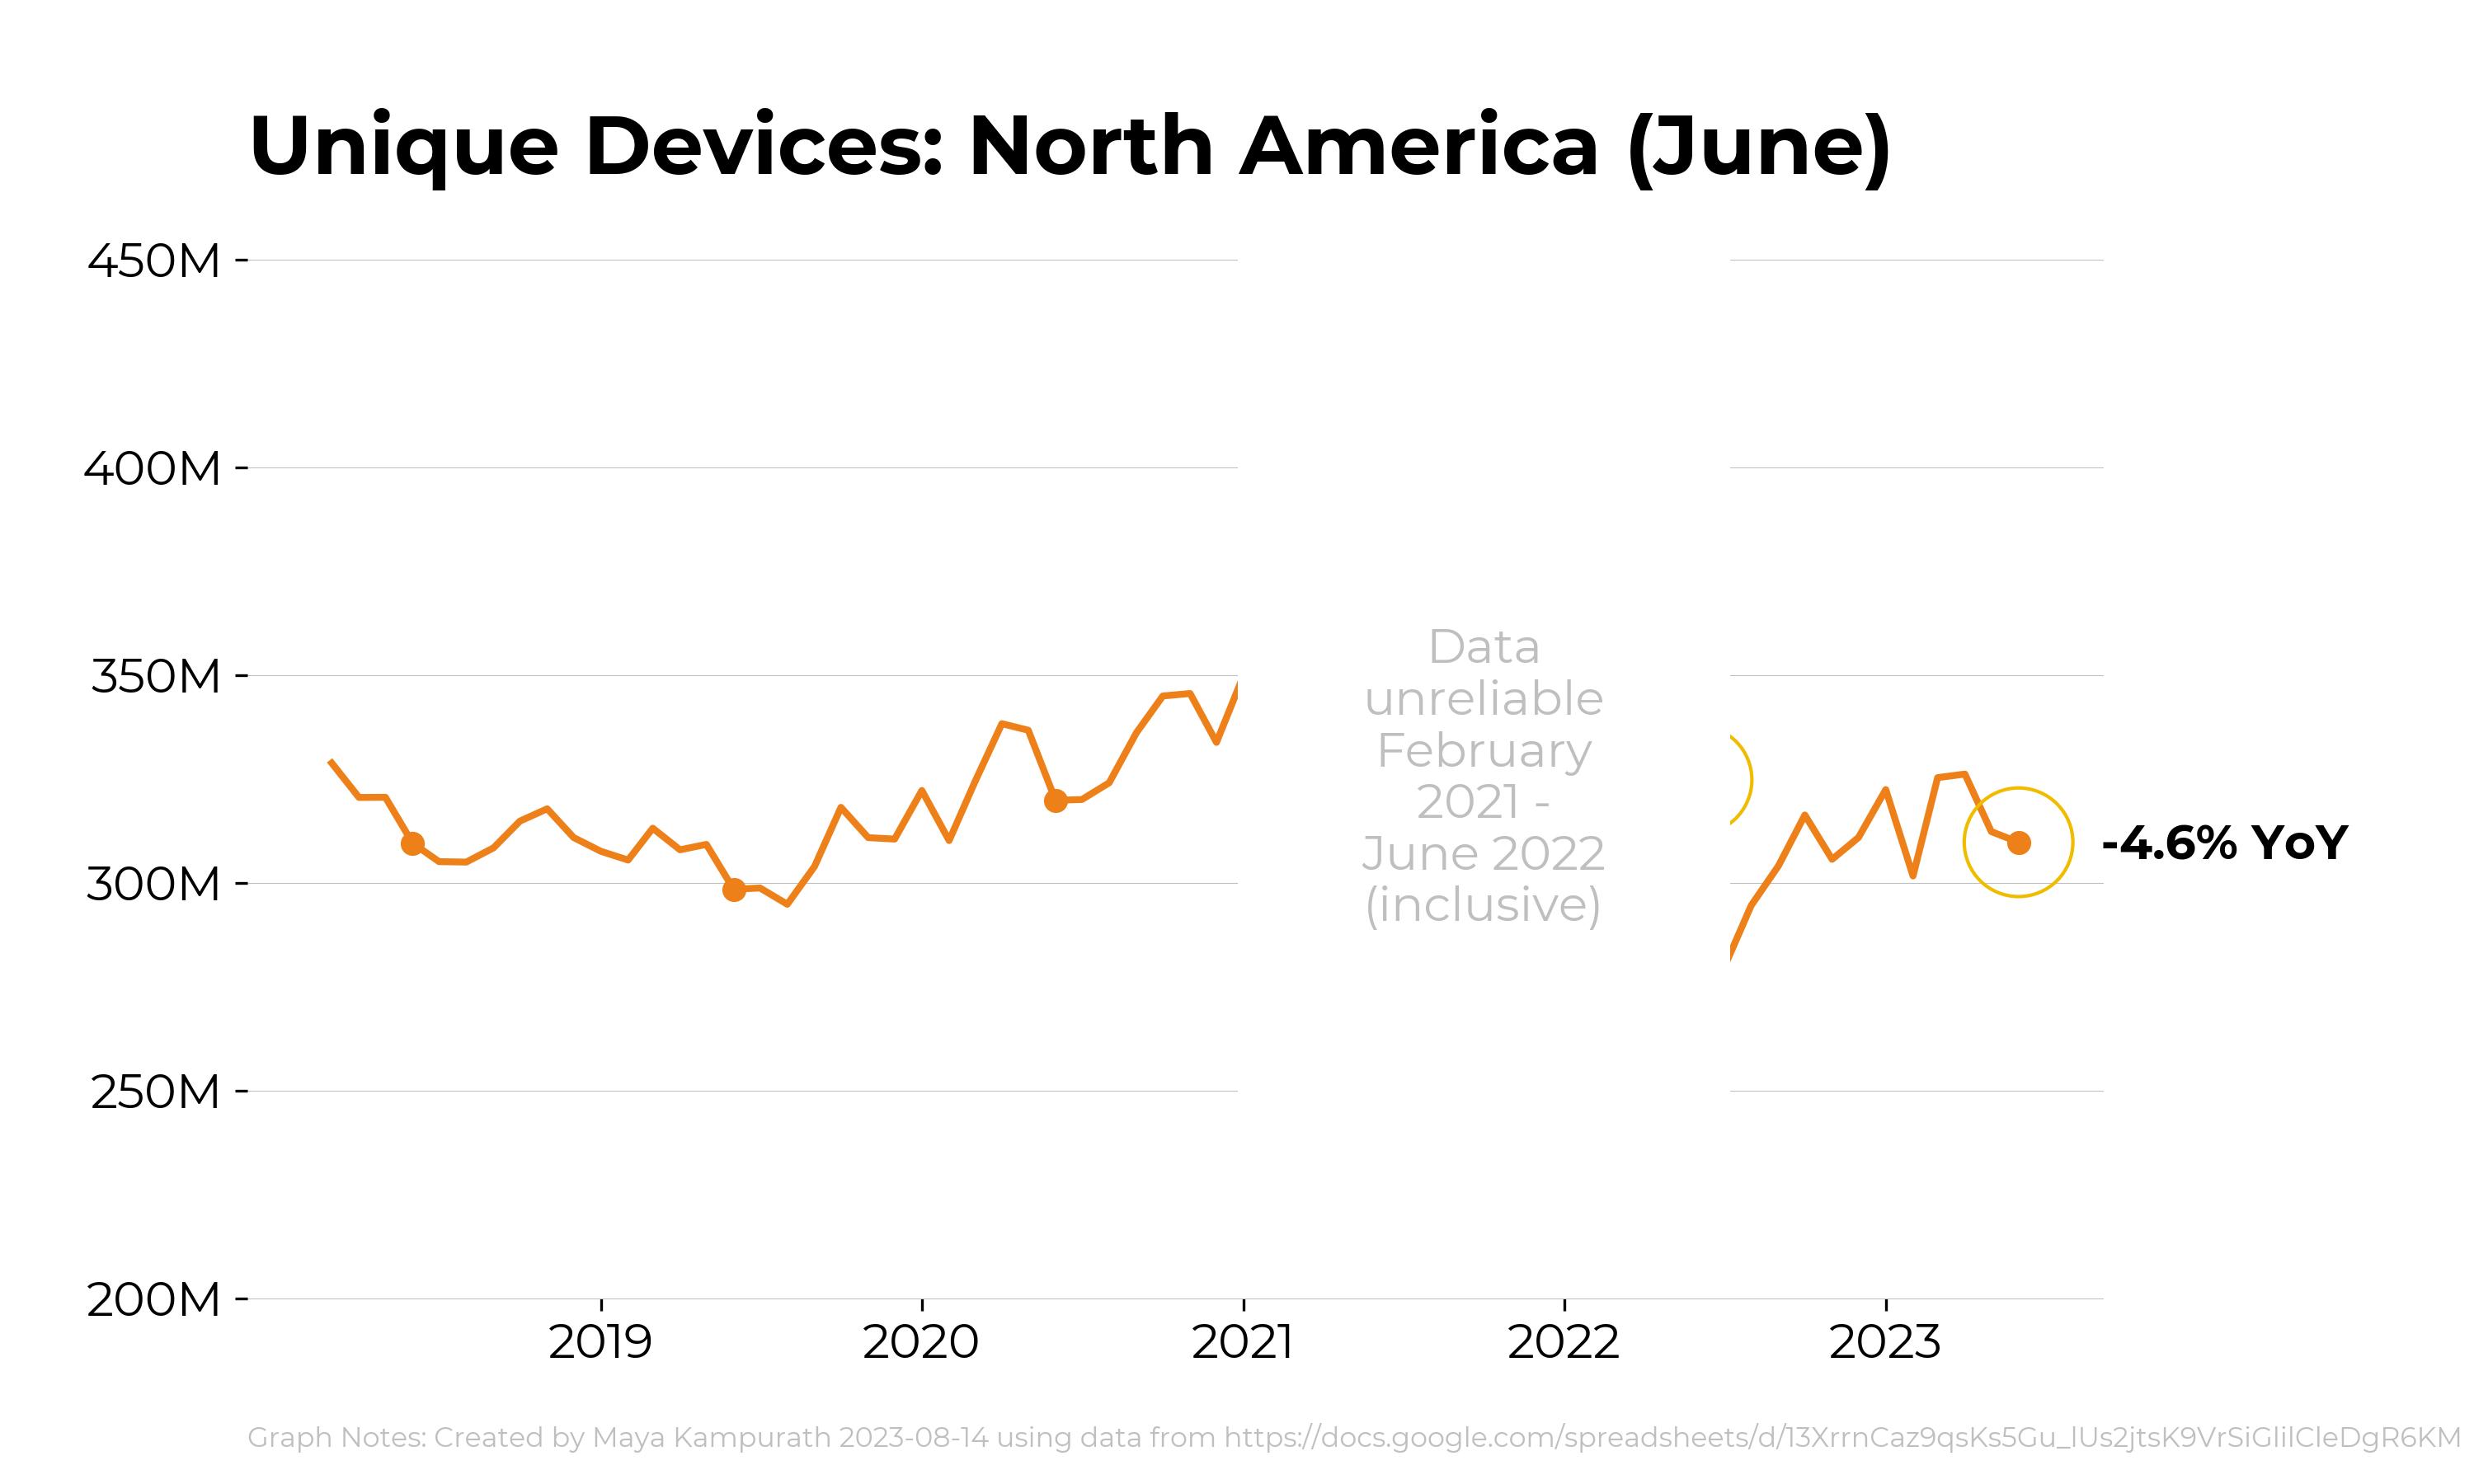 Unique Devices: North America (June)
450M
400M
350M
300M
250M
200M
Data
unreliable
February
2021 -
June 2022
(inclusive)
-4.6% YoY
2019
2020
2021
2022
2023
Graph Notes: Created by Maya Kampurath 2023-08-14 using data from https://docs.google.com/spreadsheets/d/13XrrnCaz9qsKs5Gu_lUs2jtsK9VrSiGlilCleDgR6KM